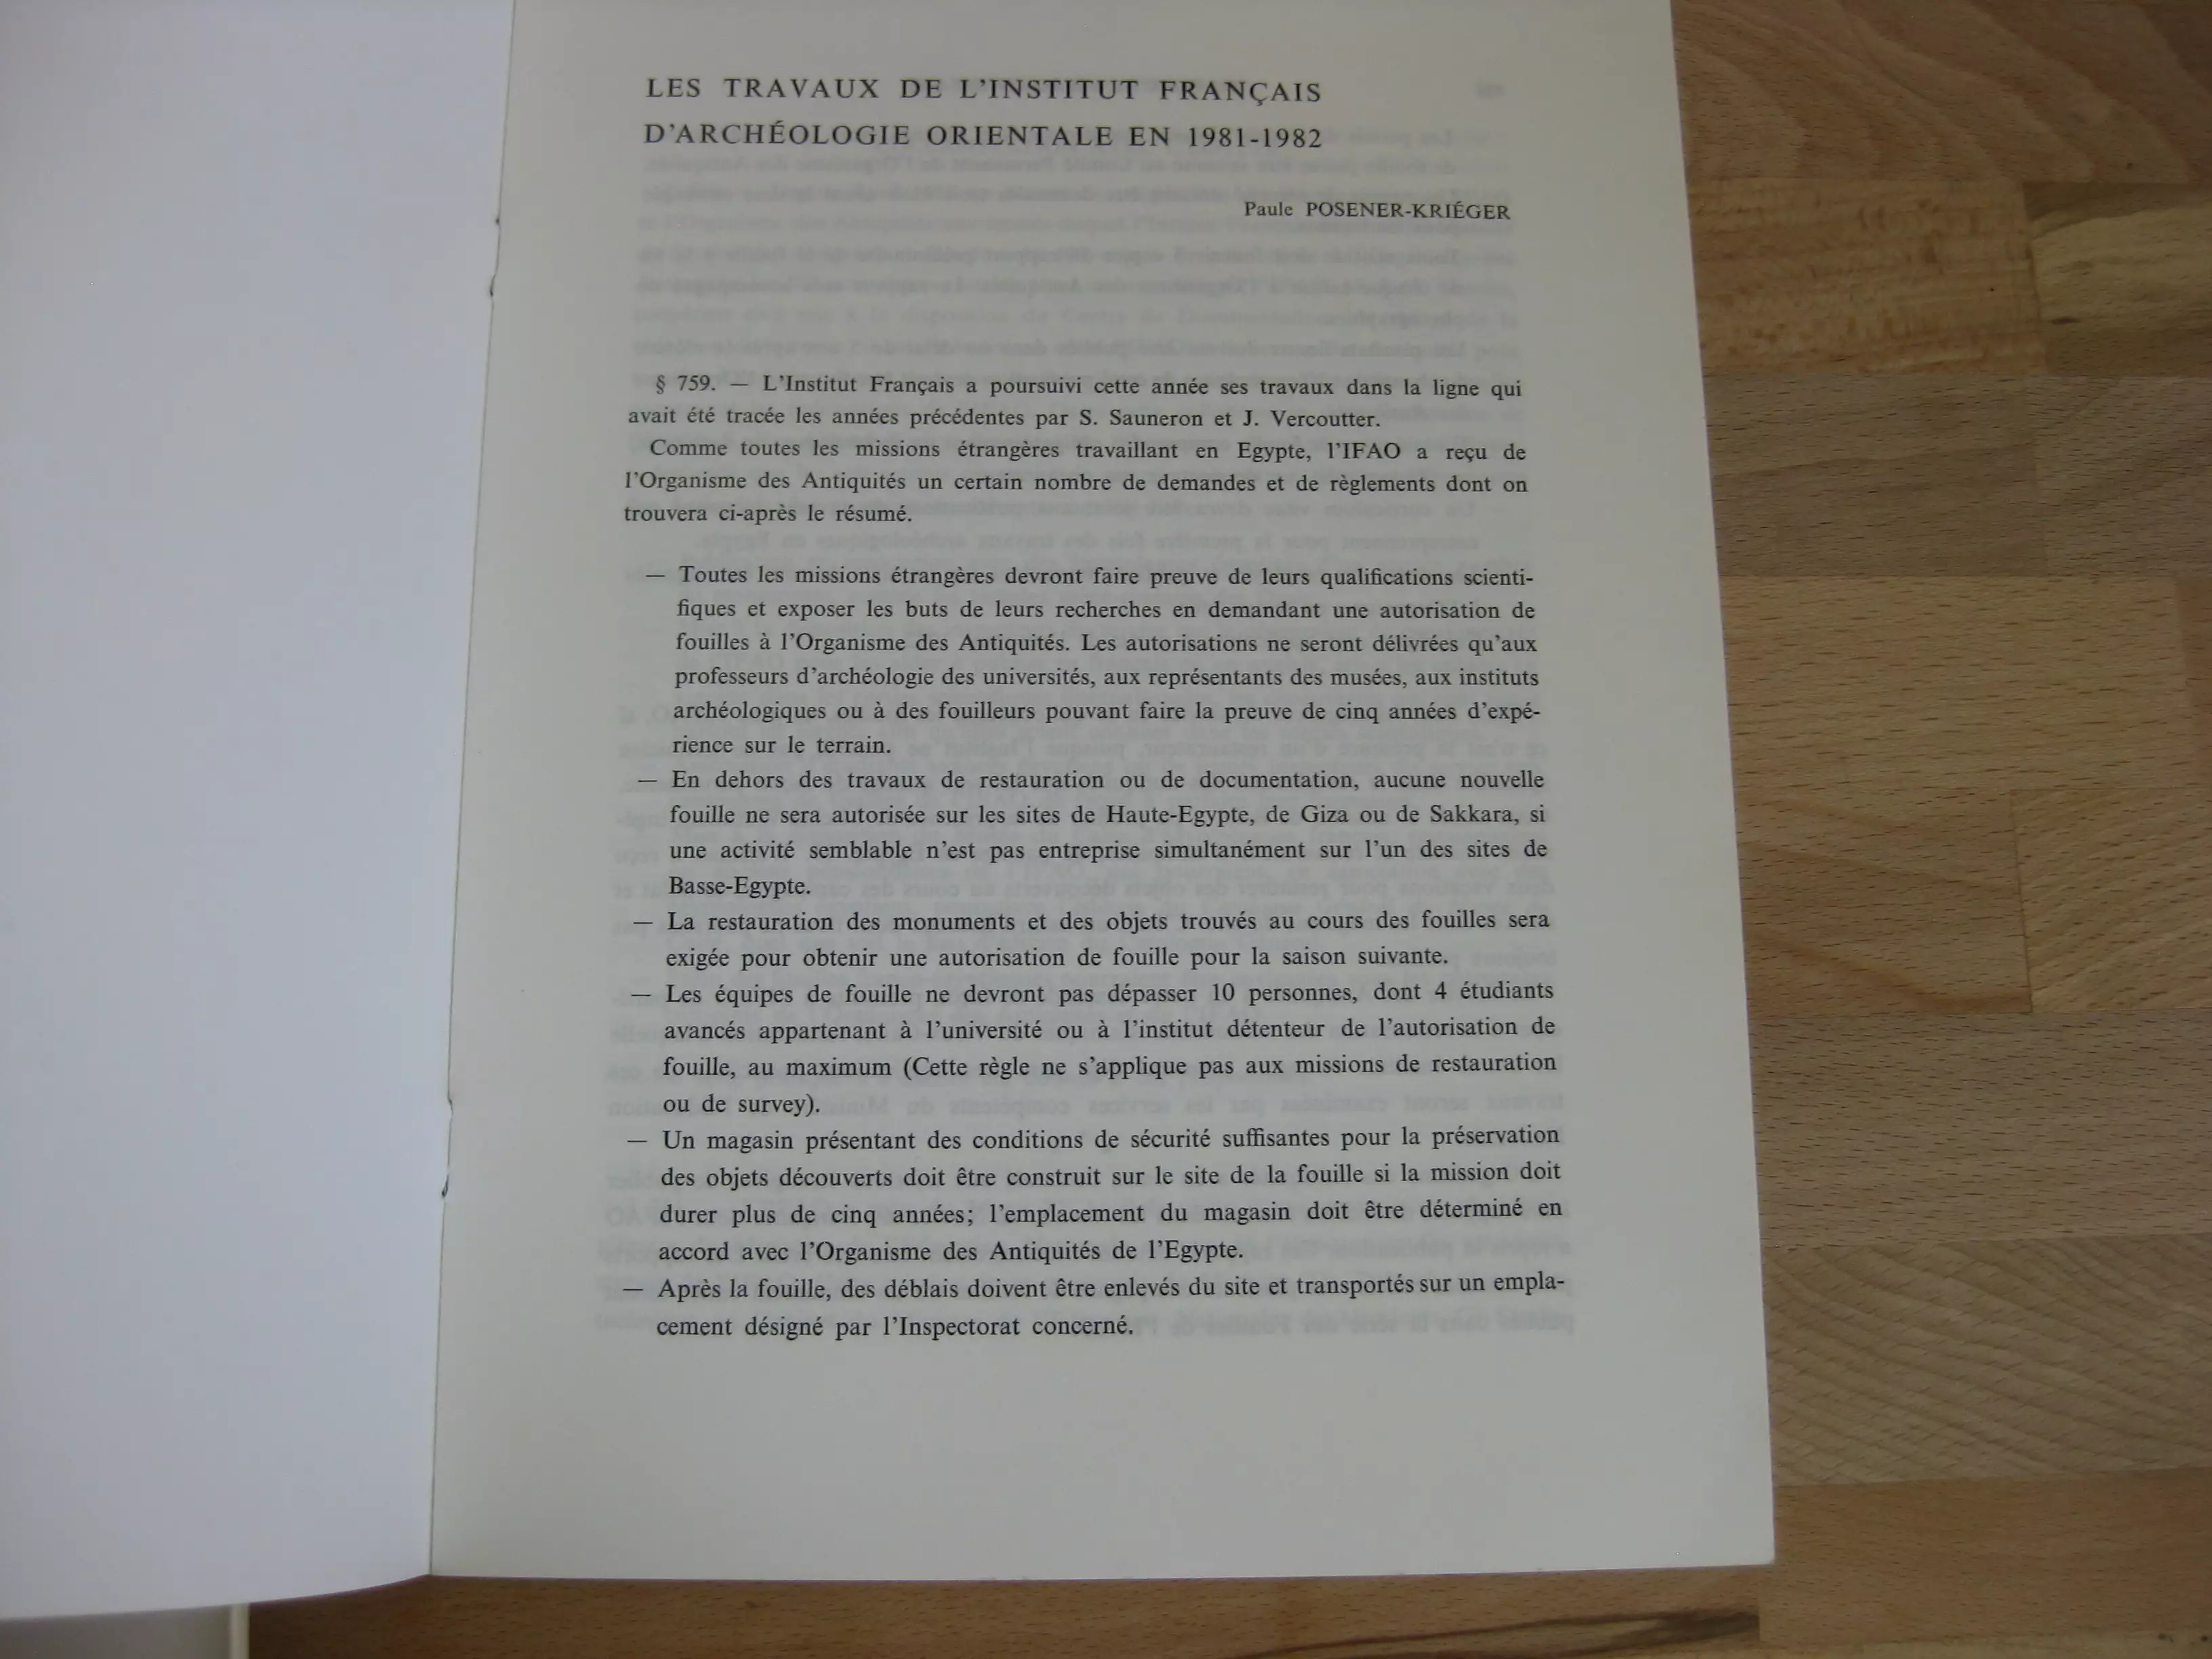 LES TRAVAUX DE L'INSTITUT FRANÇAIS
D'ARCHÉOLOGIE ORIENTALE EN 1981-1982
Paule POSENER-KRIÉGER
§ 759. — L'Institut Français a poursuivi cette année ses travaux dans la ligne qui
avait été tracée les années précédentes par S. Sauneron et J. Vercoutter.
Comme toutes les missions étrangères travaillant en Egypte, l'IFAO a reçu de
l'Organisme des Antiquités un certain nombre de demandes et de règlements dont on
trouvera ci-après le résumé.
— Toutes les missions étrangères devront faire preuve de leurs qualifications scienti-
fiques et exposer les buts de leurs recherches en demandant une autorisation de
fouilles à l'Organisme des Antiquités. Les autorisations ne seront délivrées qu'aux
professeurs d'archéologie des universités, aux représentants des musées, aux instituts
archéologiques ou à des fouilleurs pouvant faire la preuve de cinq années d'expé-
rience sur le terrain.
— En dehors des travaux de restauration ou de documentation, aucune nouvelle
fouille ne sera autorisée sur les sites de Haute-Egypte, de Giza ou de Sakkara, si
une activité semblable n'est pas entreprise simultanément sur l'un des sites de
Basse-Egypte.
— La restauration des monuments et des objets trouvés au cours des fouilles sera
exigée pour obtenir une autorisation de fouille pour la saison suivante.
— Les équipes de fouille ne devront pas dépasser 10 personnes, dont 4 étudiants
avancés appartenant à l'université ou à l'institut détenteur de l'autorisation de
fouille, au maximum (Cette règle ne s'applique pas aux missions de restauration
ou de survey).
— Un magasin présentant des conditions de sécurité suffisantes pour la préservation
des objets découverts doit être construit sur le site de la fouille si la mission doit
durer plus de cinq années; l'emplacement du magasin doit être déterminé en
accord avec l'Organisme des Antiquités de l'Egypte.
— Après la fouille, des déblais doivent être enlevés du site et transportés sur un empla-
cement désigné par l'Inspectorat concerné.